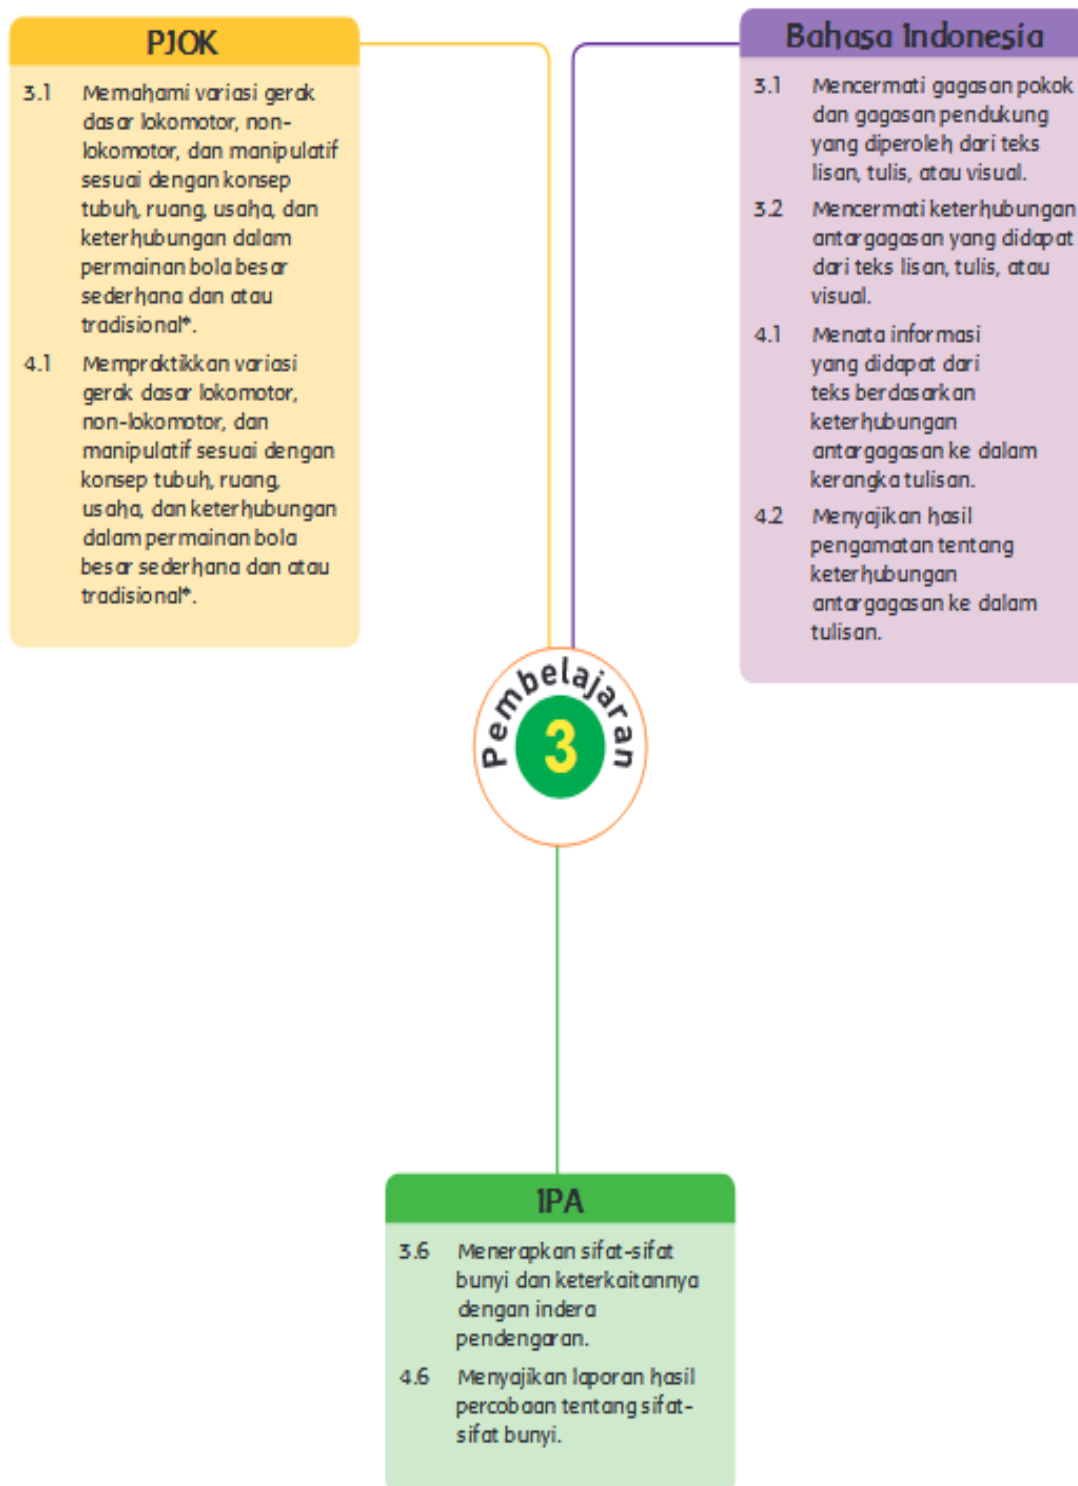 PJOK
3.1 Memahami variasi gerak
dasar lokomotor, non-
lokomotor, dan manipulatif
sesuai dengan konsep
tubuh, ruang, usaha, dan
keterhubungan dalam
permainan bola besar
sederhana dan atau
tradisional*.
4.1 Mempraktikkan variasi
gerak dasar lokomotor,
non-lokomotor, dan
manipulatif sesuai dengan
konsep tubuh, ruang,
usaha, dan keterhubungan
dalam permainan bola
besar sederhana dan atau
tradisional*.
Bahasa Indonesia
3.1 Mencermati gagasan pokok
dan gagasan pendukung
yang diperoleh dari teks
lisan, tulis, atau visual.
3.2 Mencermati keterhubungan
antargagasan yang didapat
dari teks lisan, tulis, atau
visual.
4.1 Menata informasi
yang didapat dari
teks berdasarkan
keterhubungan
antargagasan ke dalam
kerangka tulisan.
4.2 Menyajikan hasil
pengamatan tentang
keterhubungan
antargagasan ke dalam
tulisan.
Pembelajaran
3
IPA
3.6 Menerapkan sifat-sifat
bunyi dan keterkaitannya
dengan indera
pendengaran.
4.6 Menyajikan laporan hasil
percobaan tentang sifat-
sifat bunyi.